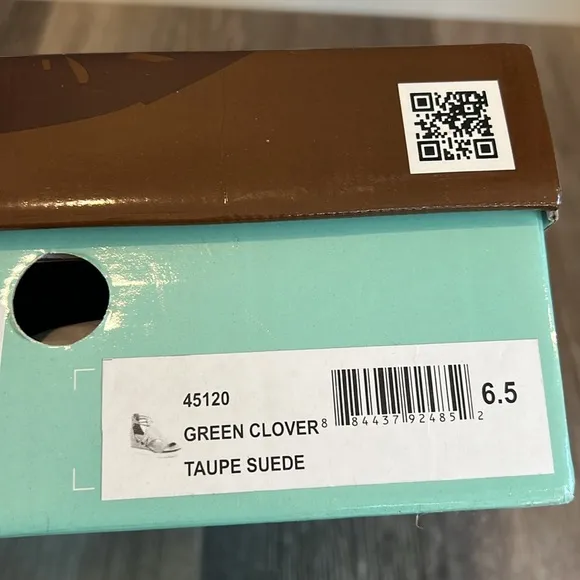 45120
GREEN CLOVER
TAUPE SUEDE
8 84437 92485 2
6.5